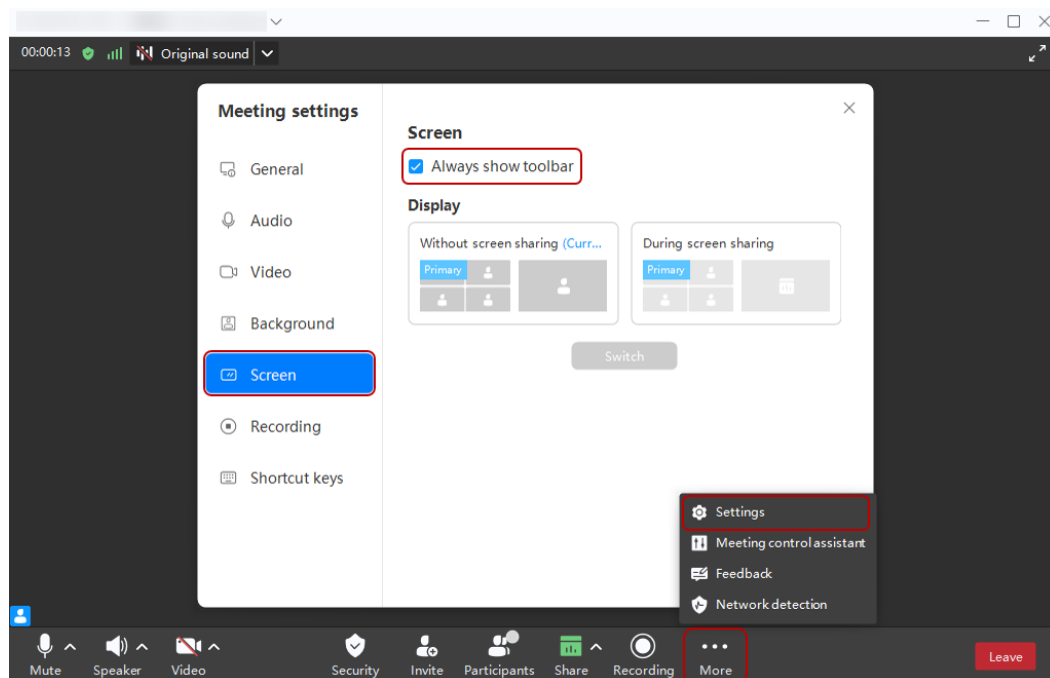 00:00:13 Original sound
Meeting settings
General
Audio
Video
Background
Screen
Recording
Shortcut keys
Screen
Always show toolbar
Display
Without screen sharing (Curr...
Primary
During screen sharing
Primary
Switch
Settings
Meeting control assistant
Feedback
Network detection
Mute Speaker Video Security Invite Participants Share Recording More Leave